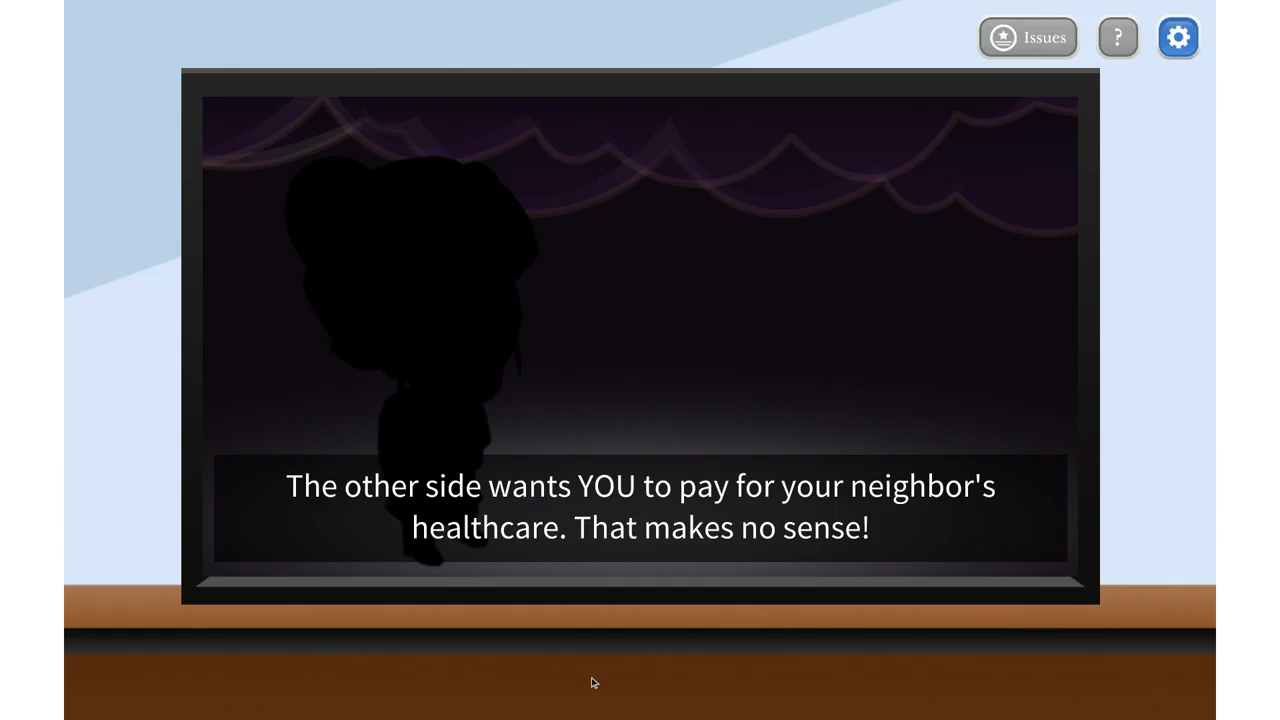 Issues
?
The other side wants YOU to pay for your neighbor's
healthcare. That makes no sense!